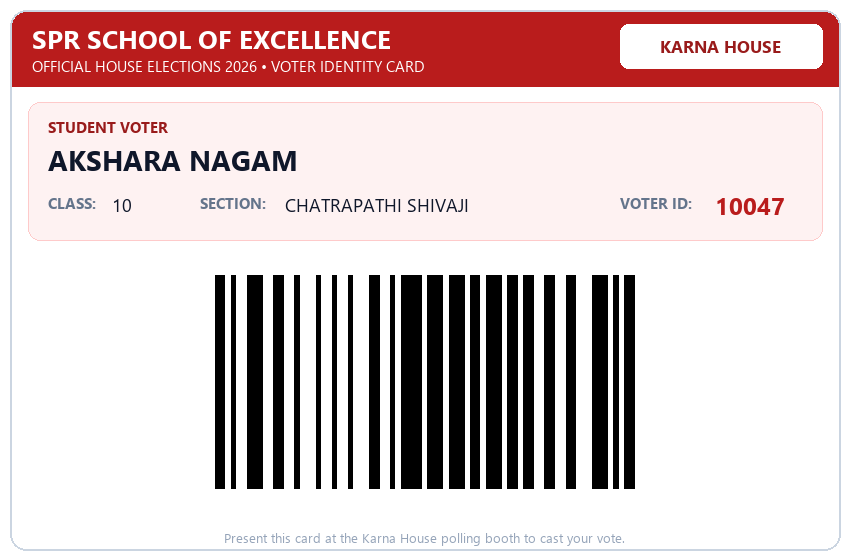 SPR SCHOOL OF EXCELLENCE
OFFICIAL HOUSE ELECTIONS 2026 • VOTER IDENTITY CARD
KARNA HOUSE
STUDENT VOTER
AKSHARA NAGAM
CLASS: 10 SECTION: CHATRAPATHI SHIVAJI VOTER ID: 10047
Present this card at the Karna House polling booth to cast your vote.